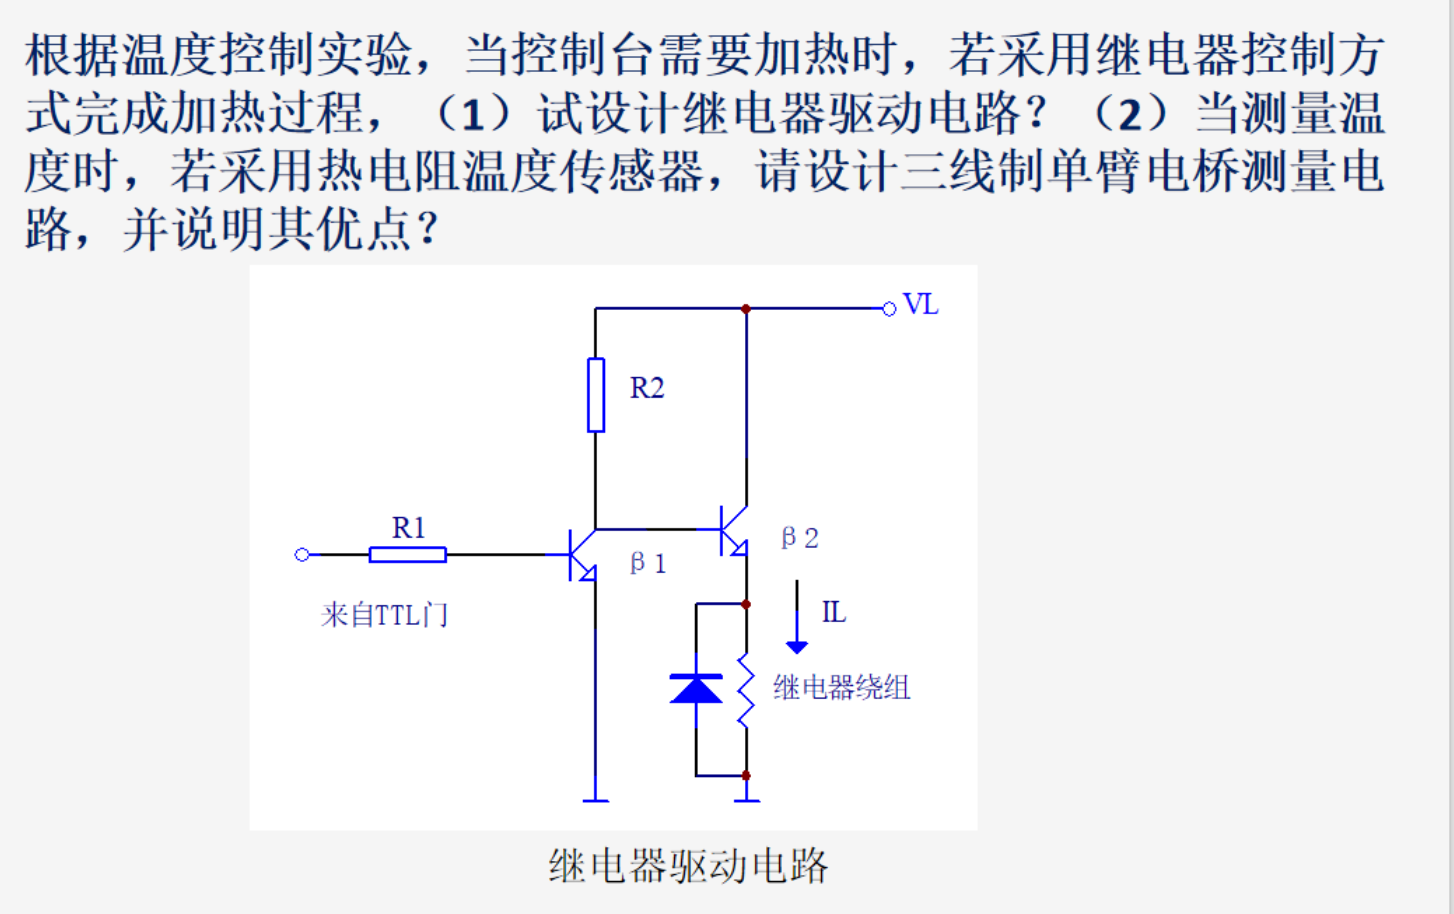 根据温度控制实验，当控制台需要加热时，若采用继电器控制方
式完成加热过程，（1）试设计继电器驱动电路？（2）当测量温
度时，若采用热电阻温度传感器，请设计三线制单臂电桥测量电
路，并说明其优点？
VL
R2
R1
β1
β2
来自TTL门
IL
继电器绕组
继电器驱动电路